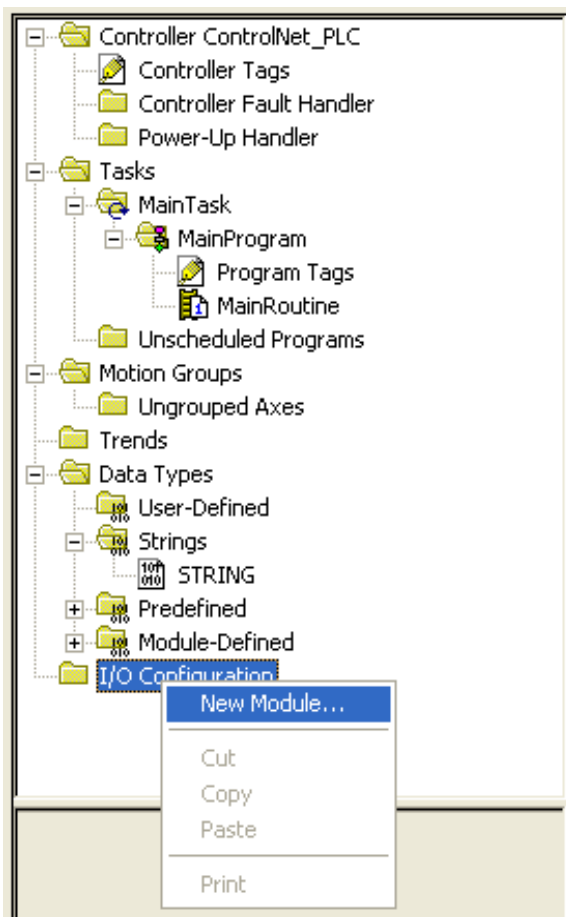 Controller ControlNet_PLC
Controller Tags
Controller Fault Handler
Power-Up Handler
Tasks
MainTask
MainProgram
Program Tags
MainRoutine
Unscheduled Programs
Motion Groups
Ungrouped Axes
Trends
Data Types
User-Defined
Strings
STRING
Predefined
Module-Defined
I/O Configuration
New Module...
Cut
Copy
Paste
Print